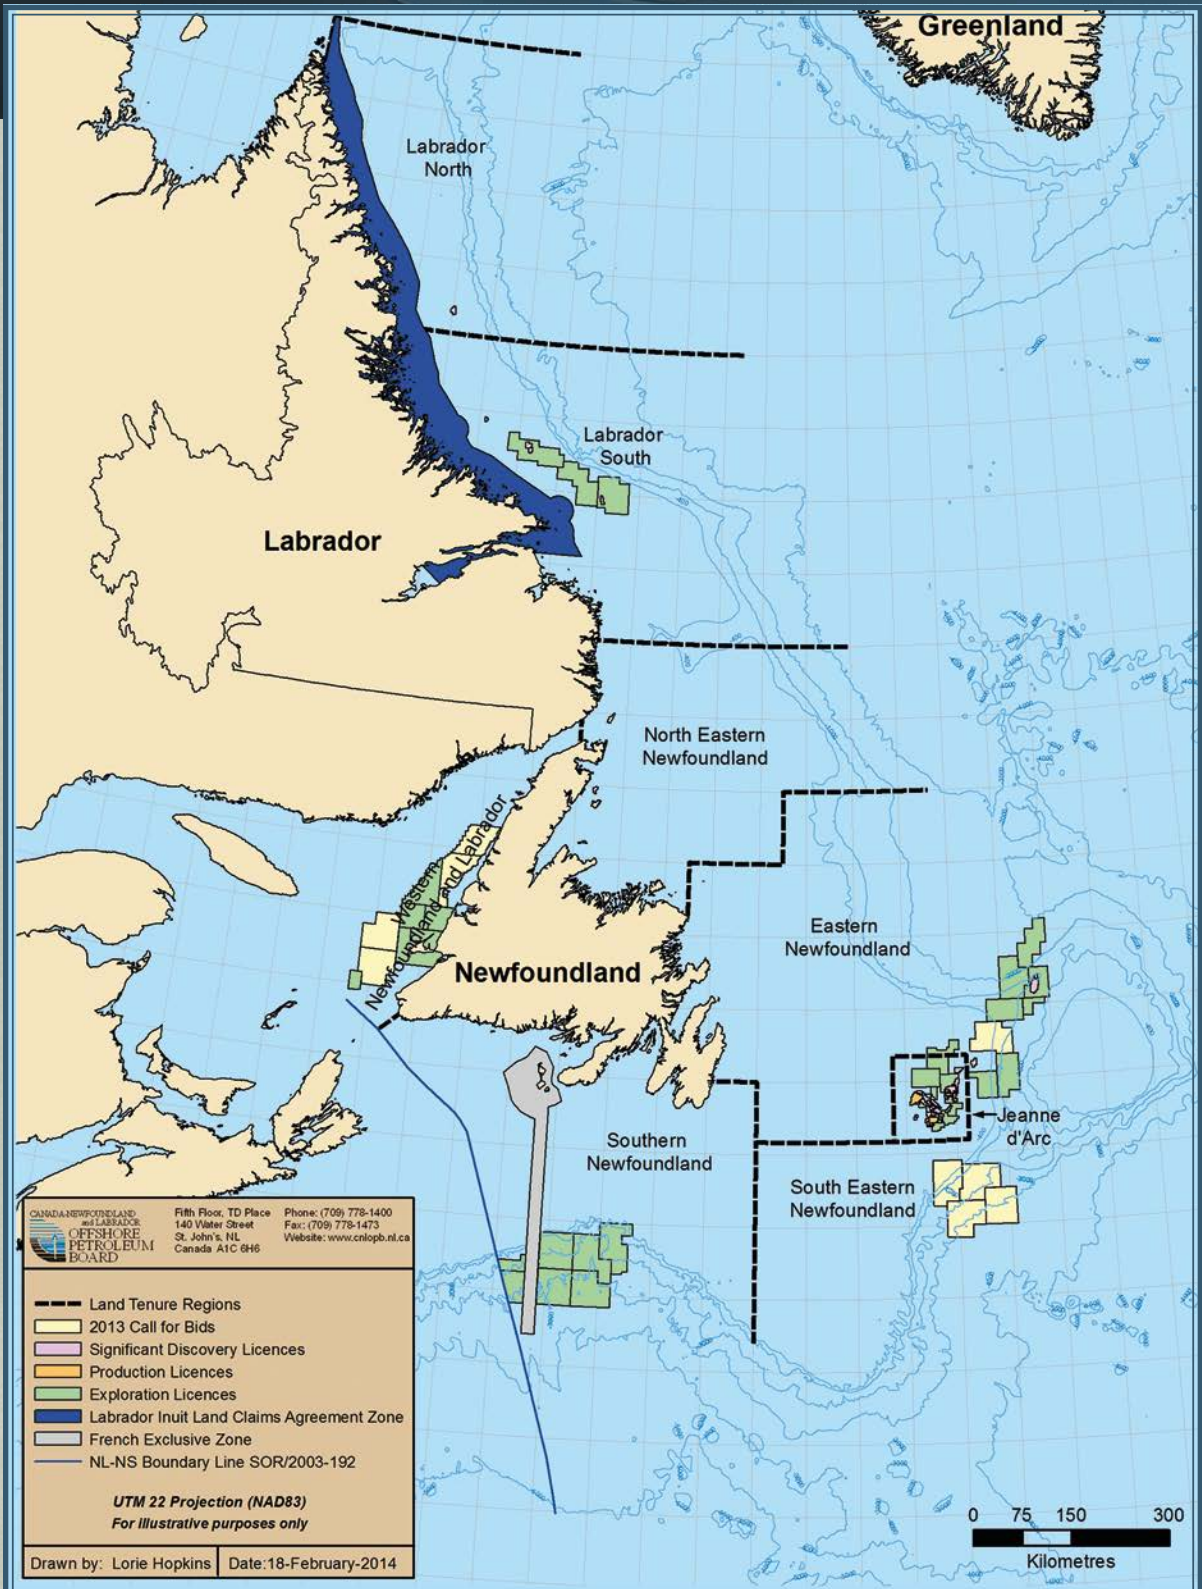 Greenland
Labrador
North
Labrador
South
Labrador
North Eastern
Newfoundland
Western
Newfoundland and Labrador
Eastern
Newfoundland
Newfoundland
Jeanne
d'Arc
Southern
Newfoundland
South Eastern
Newfoundland
CANADA-NEWFOUNDLAND
and LABRADOR
OFFSHORE
PETROLEUM
BOARD
Fifth Floor, TD Place
140 Water Street
St. John's, NL
Canada A1C 6H6
Phone: (709) 778-1400
Fax: (709) 778-1473
Website: www.cnlopb.nl.ca
Land Tenure Regions
2013 Call for Bids
Significant Discovery Licences
Production Licences
Exploration Licences
Labrador Inuit Land Claims Agreement Zone
French Exclusive Zone
NL-NS Boundary Line SOR/2003-192
UTM 22 Projection (NAD83)
For illustrative purposes only
Drawn by: Lorie Hopkins
Date:18-February-2014
0 75 150 300
Kilometres